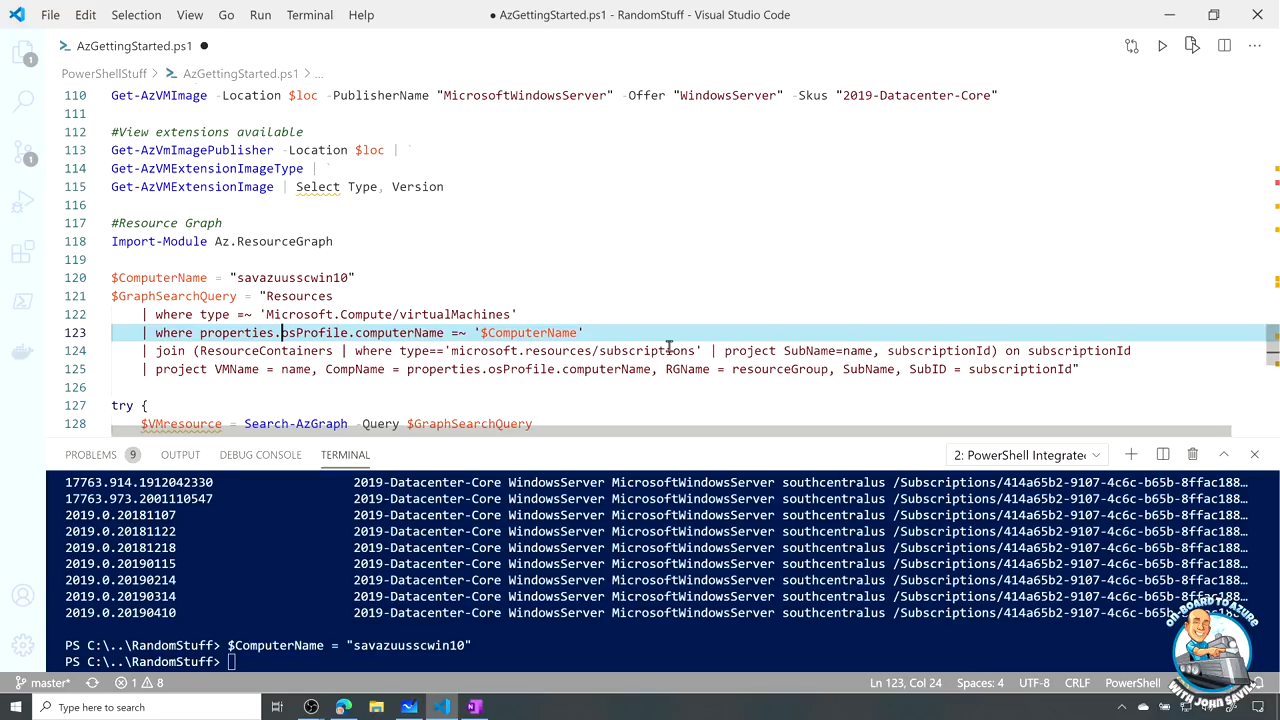 File Edit Selection View Go Run Terminal Help ● AzGettingStarted.ps1 - RandomStuff - Visual Studio Code
AzGettingStarted.ps1 ●
PowerShellStuff > AzGettingStarted.ps1 > ...
110 Get-AzVMImage -Location $loc -PublisherName "MicrosoftWindowsServer" -Offer "WindowsServer" -Skus "2019-Datacenter-Core"
111
112 #View extensions available
113 Get-AzVmImagePublisher -Location $loc | `
114 Get-AzVMExtensionImageType | `
115 Get-AzVMExtensionImage | Select Type, Version
116
117 #Resource Graph
118 Import-Module Az.ResourceGraph
119
120 $ComputerName = "savazuusscwin10"
121 $GraphSearchQuery = "Resources
122 | where type =~ 'Microsoft.Compute/virtualMachines'
123 | where properties.osProfile.computerName =~ '$ComputerName'
124 | join (ResourceContainers | where type=='microsoft.resources/subscriptions' | project SubName=name, subscriptionId) on subscriptionId
125 | project VMName = name, CompName = properties.osProfile.computerName, RGName = resourceGroup, SubName, SubID = subscriptionId"
126
127 try {
128 $VMresource = Search-AzGraph -Query $GraphSearchQuery
PROBLEMS 9 OUTPUT DEBUG CONSOLE TERMINAL 2: PowerShell Integrate
17763.914.1912042330 2019-Datacenter-Core WindowsServer MicrosoftWindowsServer southcentralus /Subscriptions/414a65b2-9107-4c6c-b65b-8ffac188…
17763.973.2001110547 2019-Datacenter-Core WindowsServer MicrosoftWindowsServer southcentralus /Subscriptions/414a65b2-9107-4c6c-b65b-8ffac188…
2019.0.20181107 2019-Datacenter-Core WindowsServer MicrosoftWindowsServer southcentralus /Subscriptions/414a65b2-9107-4c6c-b65b-8ffac188…
2019.0.20181122 2019-Datacenter-Core WindowsServer MicrosoftWindowsServer southcentralus /Subscriptions/414a65b2-9107-4c6c-b65b-8ffac188…
2019.0.20181218 2019-Datacenter-Core WindowsServer MicrosoftWindowsServer southcentralus /Subscriptions/414a65b2-9107-4c6c-b65b-8ffac188…
2019.0.20190115 2019-Datacenter-Core WindowsServer MicrosoftWindowsServer southcentralus /Subscriptions/414a65b2-9107-4c6c-b65b-8ffac188…
2019.0.20190214 2019-Datacenter-Core WindowsServer MicrosoftWindowsServer southcentralus /Subscriptions/414a65b2-9107-4c6c-b65b-8ffac188…
2019.0.20190314 2019-Datacenter-Core WindowsServer MicrosoftWindowsServer southcentralus /Subscriptions/414a65b2-9107-4c6c-b65b-8ffac188…
2019.0.20190410 2019-Datacenter-Core WindowsServer MicrosoftWindowsServer southcentralus /Subscriptions/414a65b2-9107-4c6c-b65b-8ffac188…
PS C:\..\RandomStuff> $ComputerName = "savazuusscwin10"
PS C:\..\RandomStuff>
ON-BOARD TO AZURE
WITH JOHN SAVILL
master* 1 8 Ln 123, Col 24 Spaces: 4 UTF-8 CRLF PowerShell
Type here to search